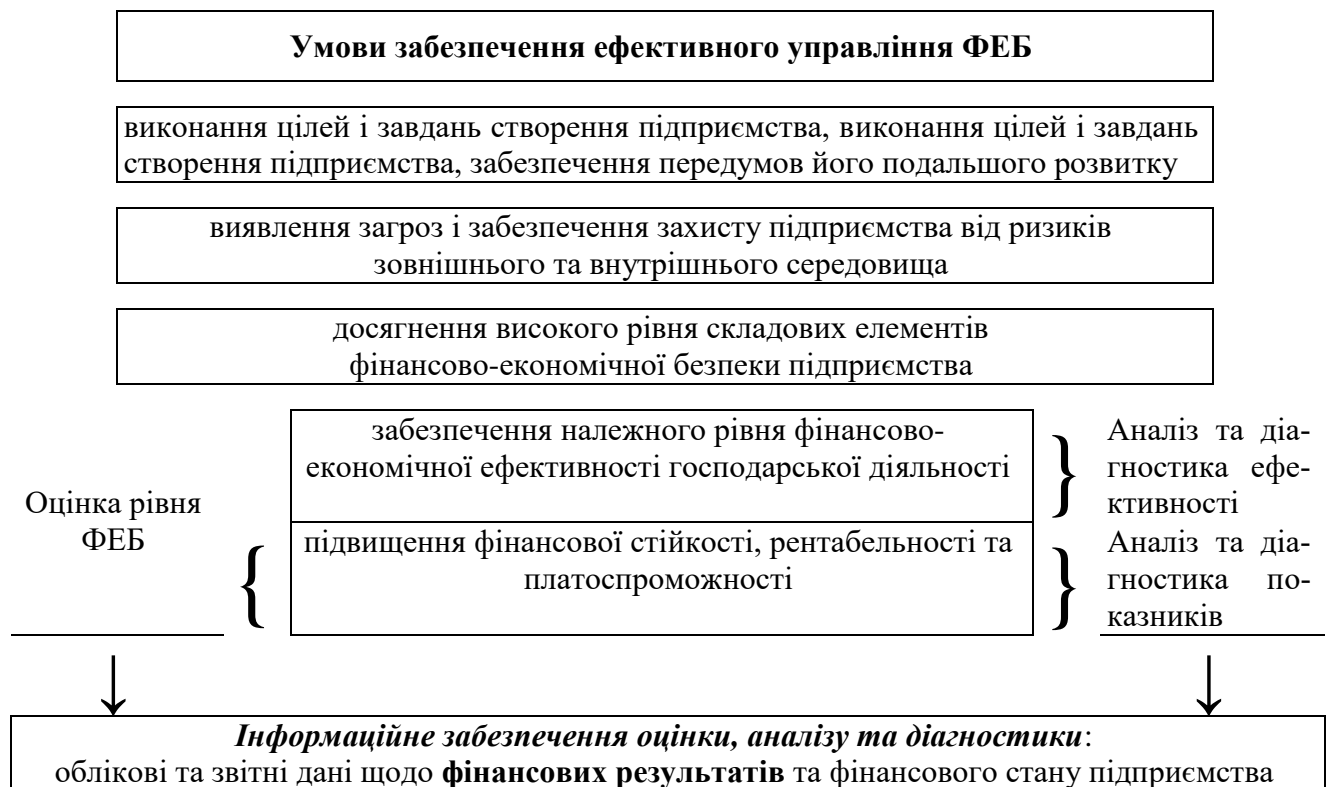 Умови забезпечення ефективного управління ФЕБ
виконання цілей і завдань створення підприємства, виконання цілей і завдань
створення підприємства, забезпечення передумов його подальшого розвитку
виявлення загроз і забезпечення захисту підприємства від ризиків
зовнішнього та внутрішнього середовища
досягнення високого рівня складових елементів
фінансово-економічної безпеки підприємства
Оцінка рівня
ФЕБ
забезпечення належного рівня фінансово-
економічної ефективності господарської діяльності
підвищення фінансової стійкості, рентабельності та
платоспроможності
Аналіз та діа-
гностика ефе-
ктивності
Аналіз та діа-
гностика по-
казників
Інформаційне забезпечення оцінки, аналізу та діагностики:
облікові та звітні дані щодо фінансових результатів та фінансового стану підприємства